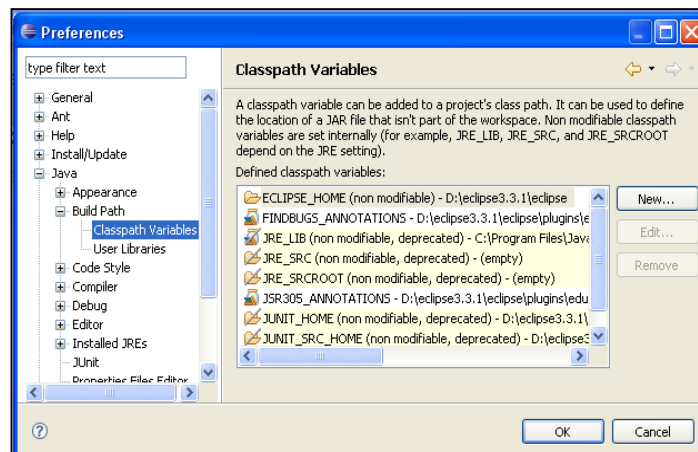 Preferences
type filter text
General
Ant
Help
Install/Update
Java
Appearance
Build Path
Classpath Variables
User Libraries
Code Style
Compiler
Debug
Editor
Installed JREs
JUnit
Properties Files Editor
Classpath Variables
A classpath variable can be added to a project's class path. It can be used to define
the location of a JAR file that isn't part of the workspace. Non modifiable classpath
variables are set internally (for example, JRE_LIB, JRE_SRC, and JRE_SRCROOT
depend on the JRE setting).
Defined classpath variables:
ECLIPSE_HOME (non modifiable) - D:\eclipse3.3.1\eclipse
FINDBUGS_ANNOTATIONS - D:\eclipse3.3.1\eclipse\plugins\e
JRE_LIB (non modifiable, deprecated) - C:\Program Files\Java
JRE_SRC (non modifiable, deprecated) - (empty)
JRE_SRCROOT (non modifiable, deprecated) - (empty)
JSR305_ANNOTATIONS - D:\eclipse3.3.1\eclipse\plugins\edu
JUNIT_HOME (non modifiable, deprecated) - D:\eclipse3.3.1\
JUNIT_SRC_HOME (non modifiable, deprecated) - D:\eclipse3
New...
Edit...
Remove
?
OK
Cancel